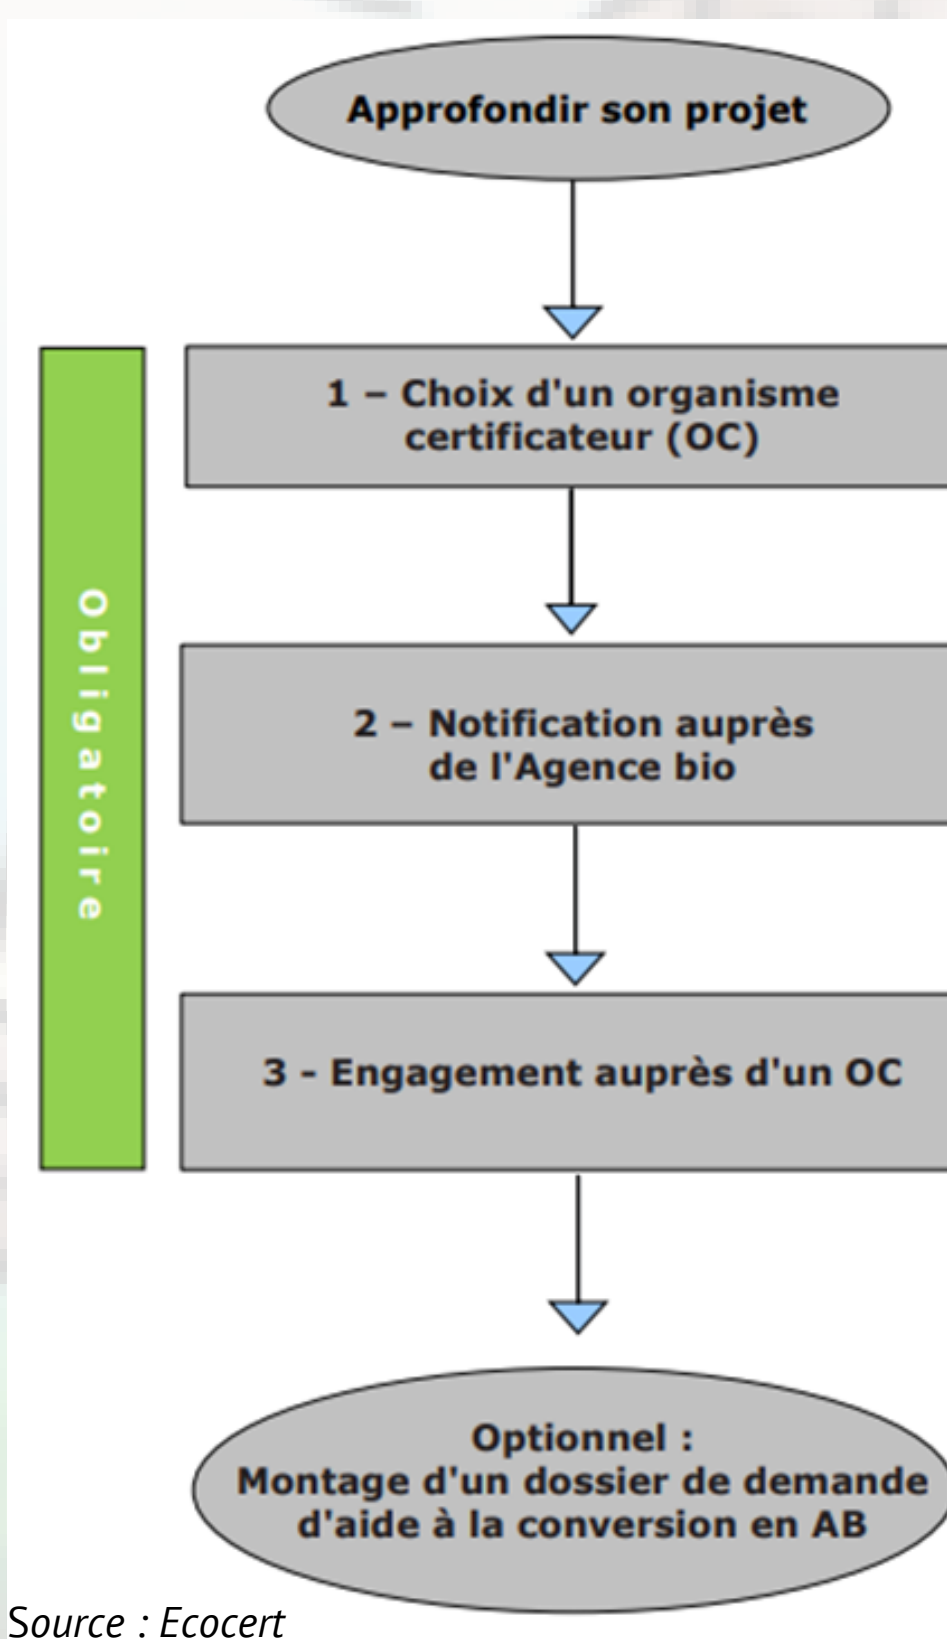 Approfondir son projet
1 – Choix d'un organisme
certificateur (OC)
Obligatoire
2 – Notification auprès
de l'Agence bio
3 - Engagement auprès d'un OC
Optionnel :
Montage d'un dossier de demande
d'aide à la conversion en AB
Source : Ecocert